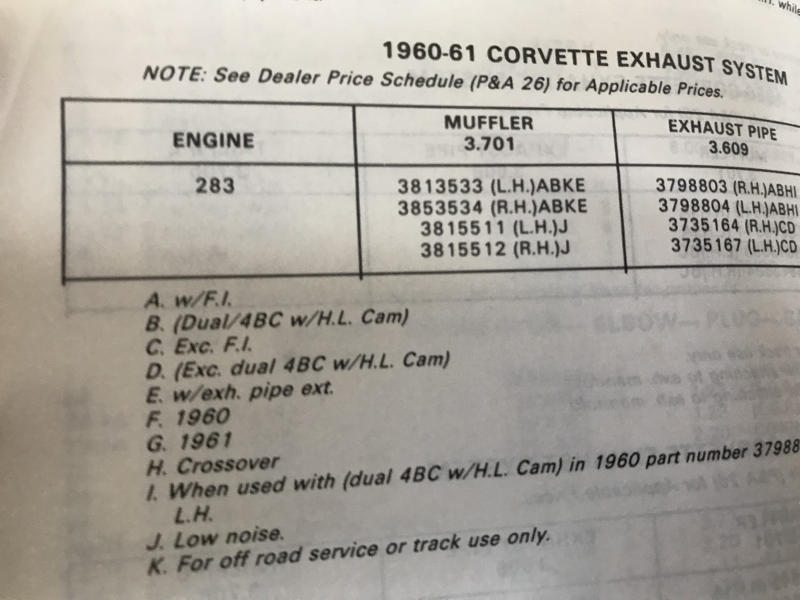 while
1960-61 CORVETTE EXHAUST SYSTEM
NOTE: See Dealer Price Schedule (P&A 26) for Applicable Prices.
ENGINE MUFFLER 3.701 EXHAUST PIPE 3.609
283 3813533 (L.H.)ABKE 3798803 (R.H.)ABHI
3853534 (R.H.)ABKE 3798804 (L.H.)ABHI
3815511 (L.H.)J 3735164 (R.H.)CD
3815512 (R.H.)J 3735167 (L.H.)CD
A. w/F.I.
B. (Dual/4BC w/H.L. Cam)
C. Exc. F.I.
D. (Exc. dual 4BC w/H.L. Cam)
E. w/exh. pipe ext.
F. 1960
G. 1961
H. Crossover
I. When used with (dual 4BC w/H.L. Cam) in 1960 part number 37988
L.H.
J. Low noise.
K. For off road service or track use only.